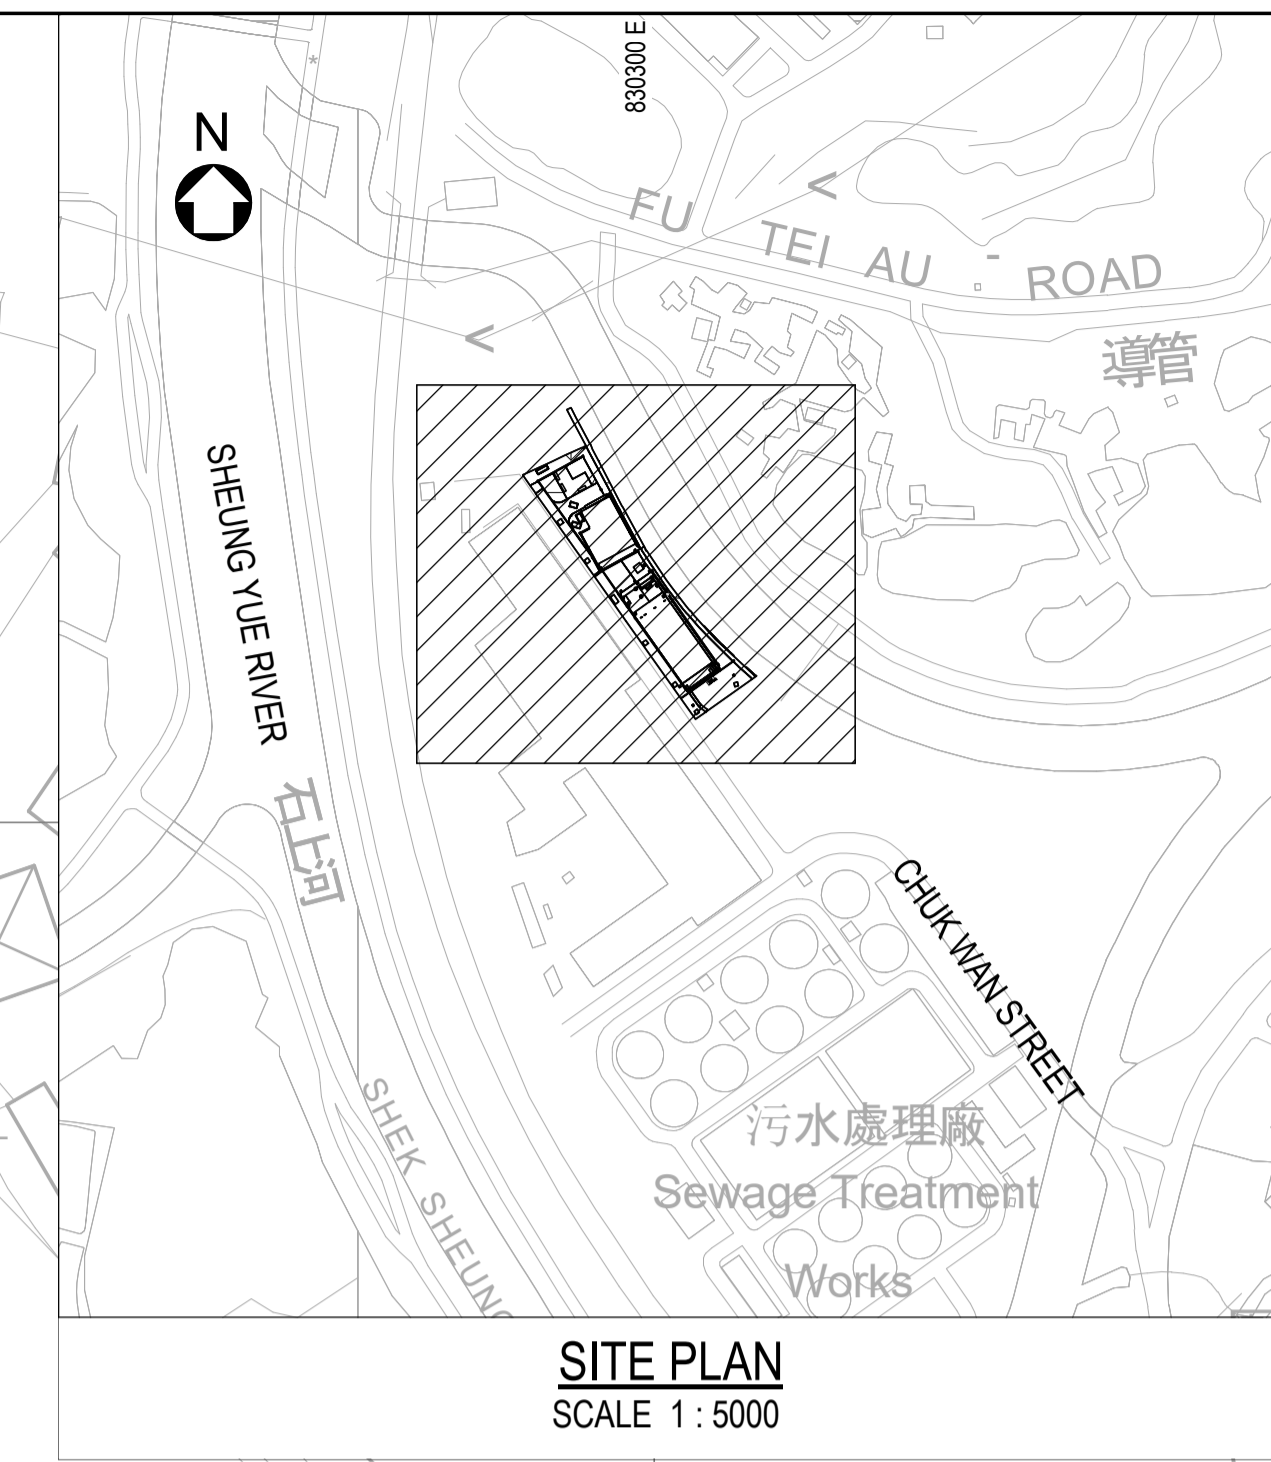 830300 E
N
FU TEI AU ROAD
導管
SHEUNG YUE RIVER
石上河
CHUK WAN STREET
SHEK SHEUNG
污水處理廠
Sewage Treatment
Works
SITE PLAN
SCALE 1 : 5000